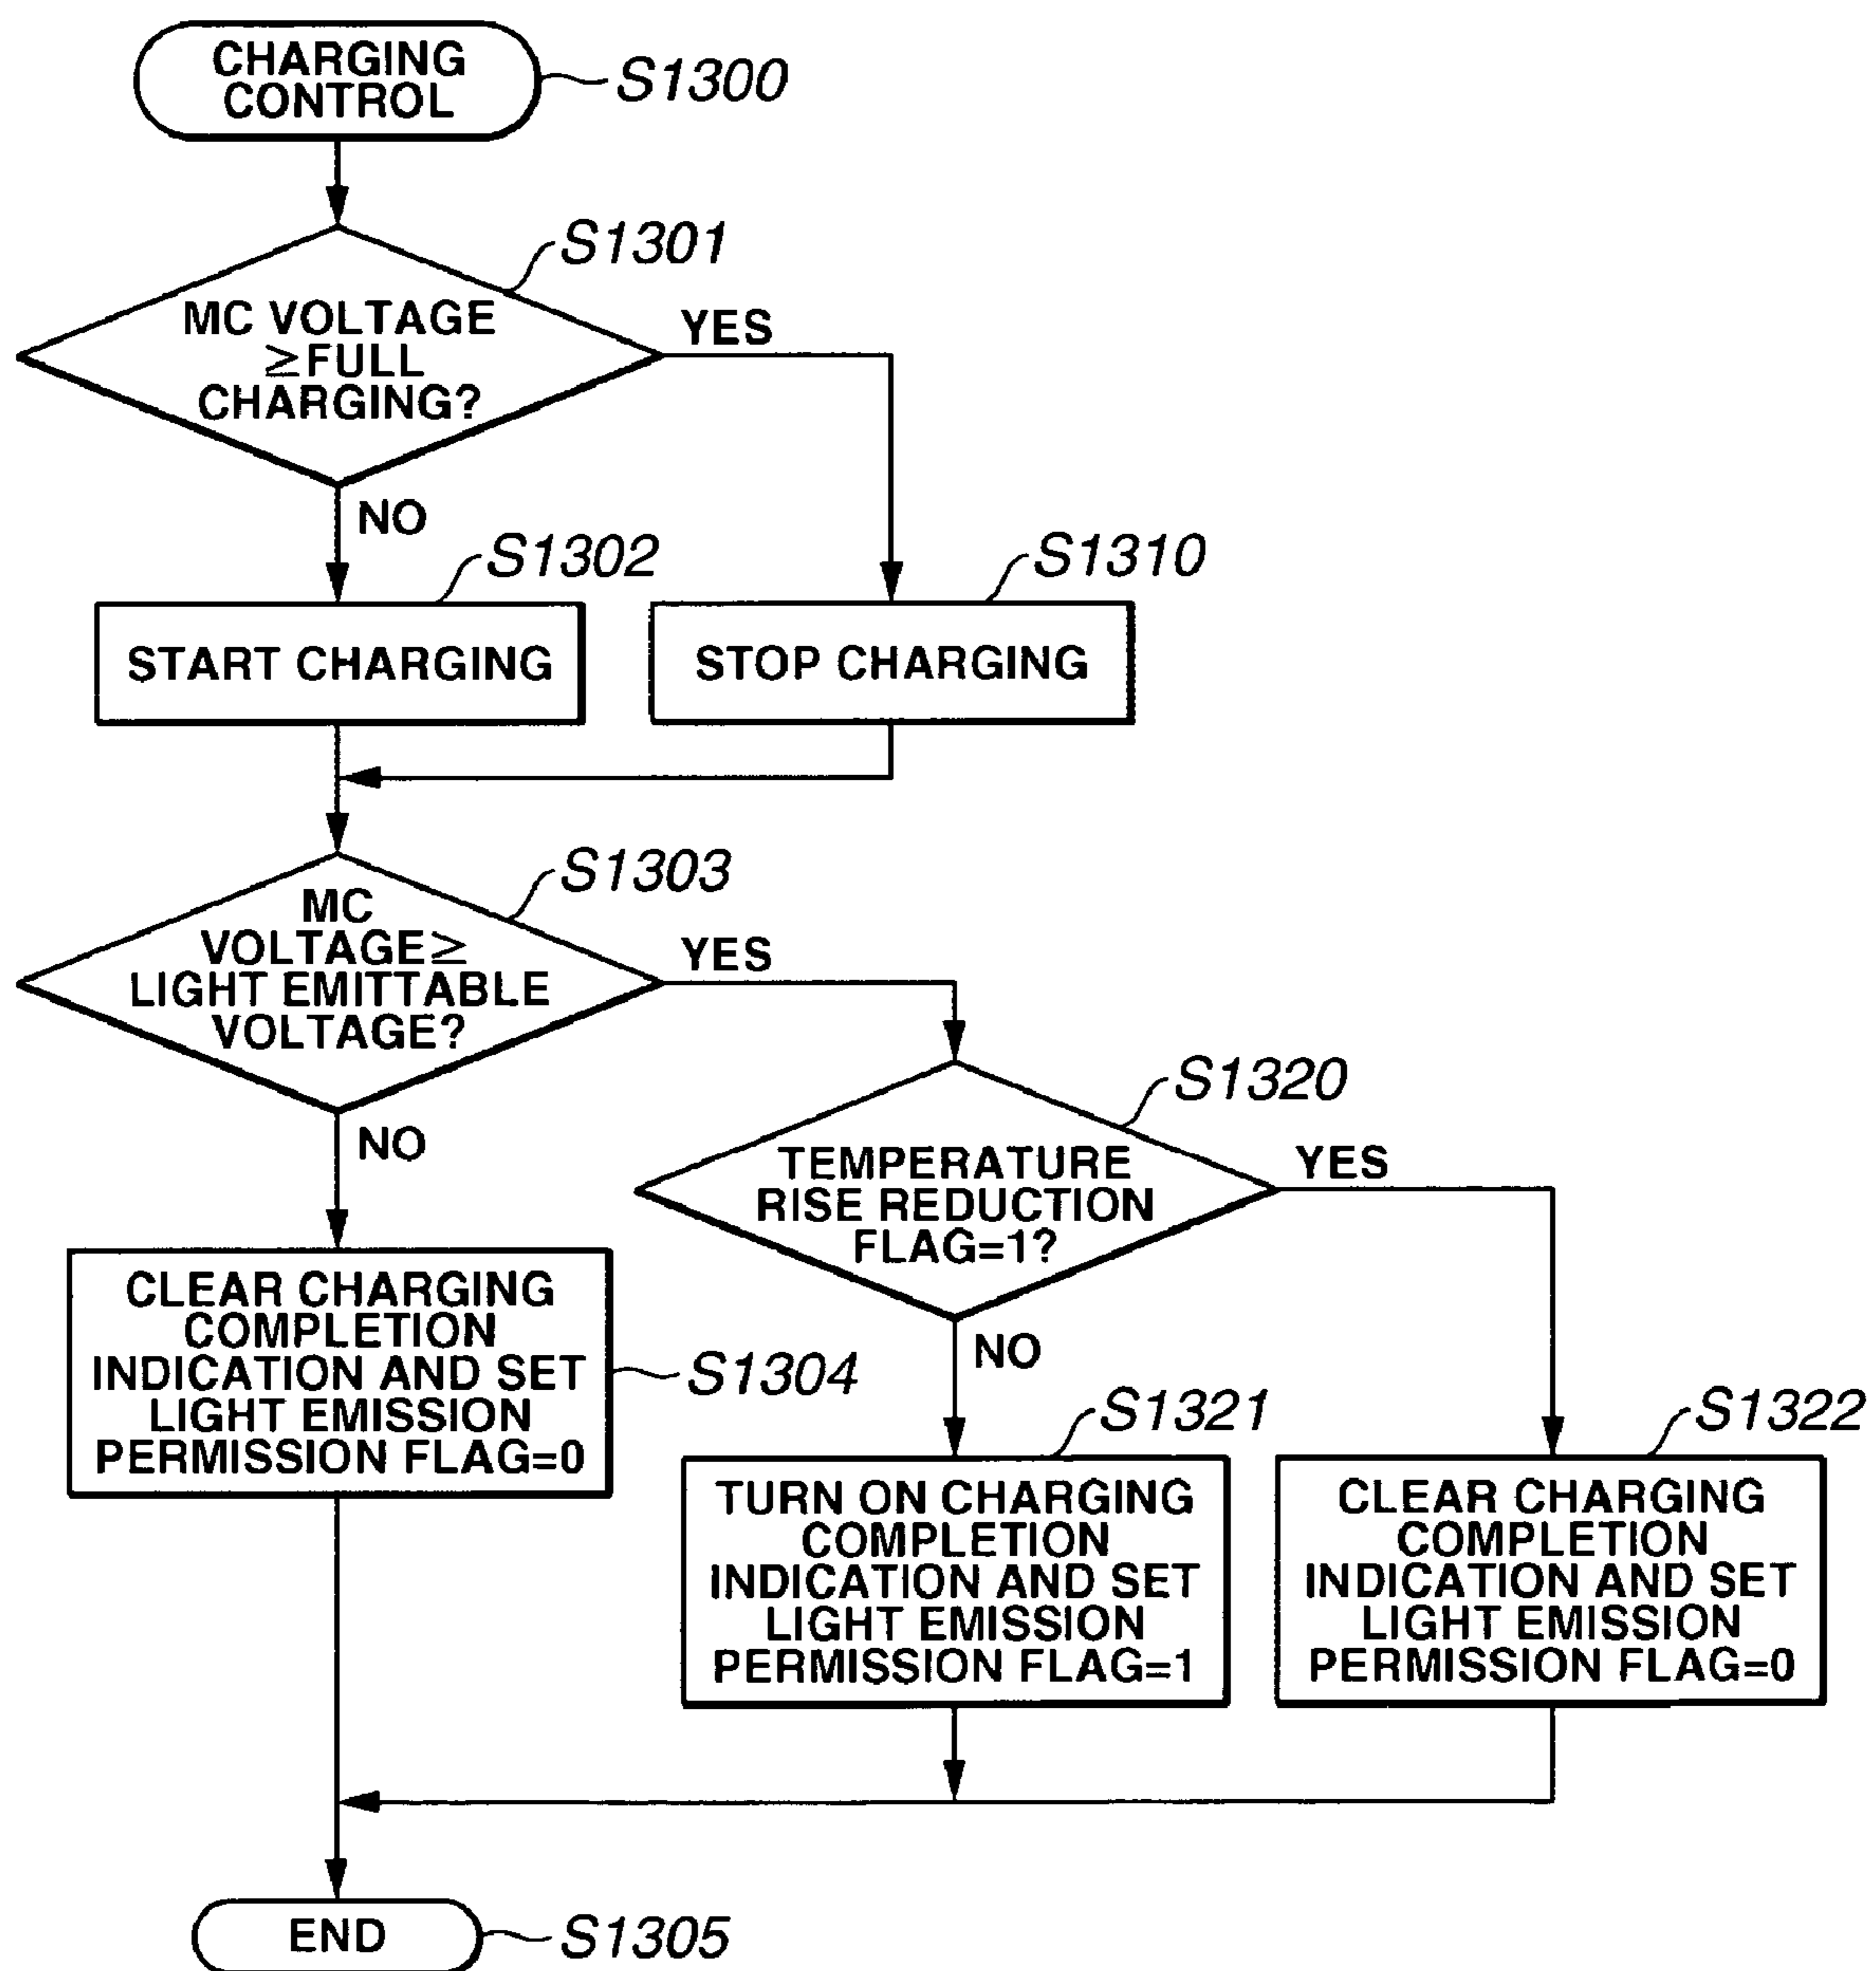 CHARGING
CONTROL
S1300
S1301
MC VOLTAGE
≥FULL
CHARGING?
YES
NO
S1302
S1310
START CHARGING
STOP CHARGING
S1303
MC
VOLTAGE≥
LIGHT EMITTABLE
VOLTAGE?
YES
NO
S1320
TEMPERATURE
RISE REDUCTION
FLAG=1?
YES
NO
CLEAR CHARGING
COMPLETION
INDICATION AND SET
LIGHT EMISSION
PERMISSION FLAG=0
S1304
S1321
TURN ON CHARGING
COMPLETION
INDICATION AND SET
LIGHT EMISSION
PERMISSION FLAG=1
S1322
CLEAR CHARGING
COMPLETION
INDICATION AND SET
LIGHT EMISSION
PERMISSION FLAG=0
END
S1305